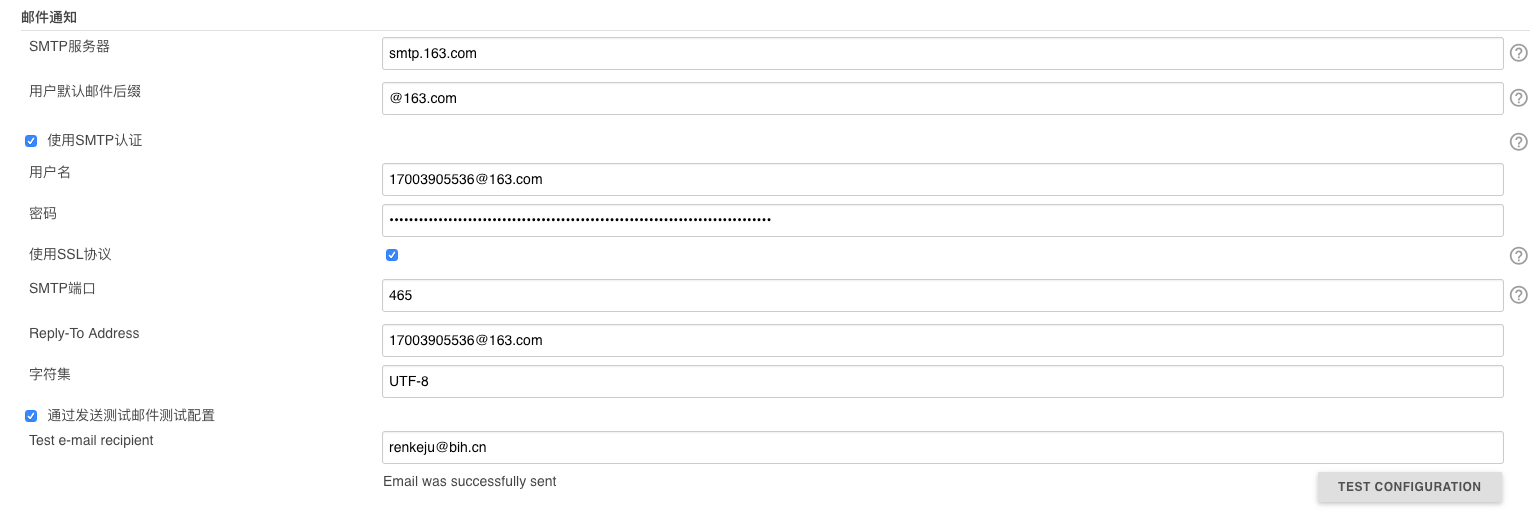 邮件通知
SMTP服务器
smtp.163.com
用户默认邮件后缀
@163.com
使用SMTP认证
用户名
17003905536@163.com
密码
使用SSL协议
SMTP端口
465
Reply-To Address
17003905536@163.com
字符集
UTF-8
通过发送测试邮件测试配置
Test e-mail recipient
renkeju@bih.cn
Email was successfully sent
TEST CONFIGURATION